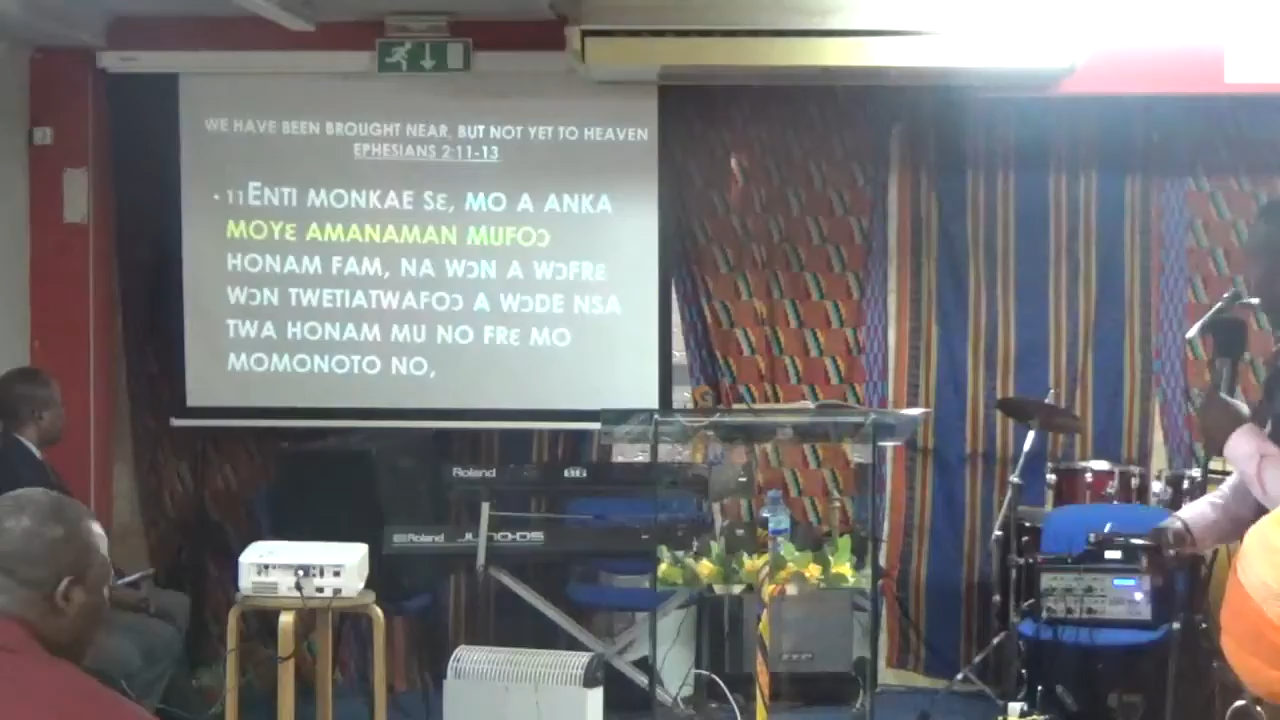 WE HAVE BEEN BROUGHT NEAR, BUT NOT YET TO HEAVEN
EPHESIANS 2:11-13
• 11ENTI MONKAE SƐ, MO A ANKA
MOYƐ AMANAMAN MUFOƆ
HONAM FAM, NA WƆN A WƆFRƐ
WƆN TWETIATWAFOƆ A WƆDE NSA
TWA HONAM MU NO FRƐ MO
MOMONOTO NO,
Roland
Roland JUNO-DS